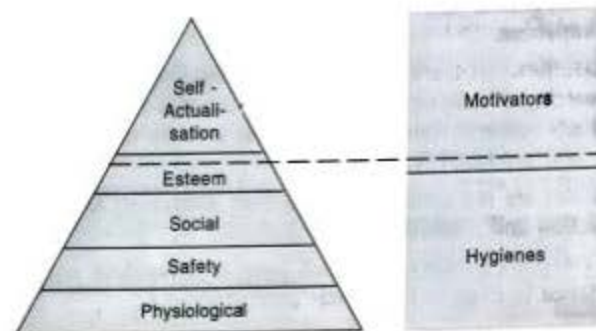 Self -
Actuali-
sation
Esteem
Social
Safety
Physiological
Motivators
Hygienes